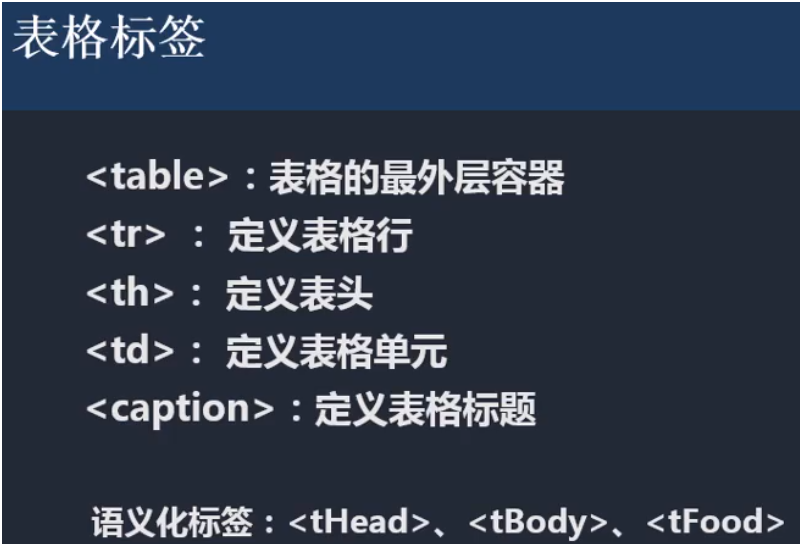 表格标签
<table>：表格的最外层容器
<tr> ： 定义表格行
<th>： 定义表头
<td>： 定义表格单元
<caption>：定义表格标题
语义化标签：<tHead>、<tBody>、<tFood>